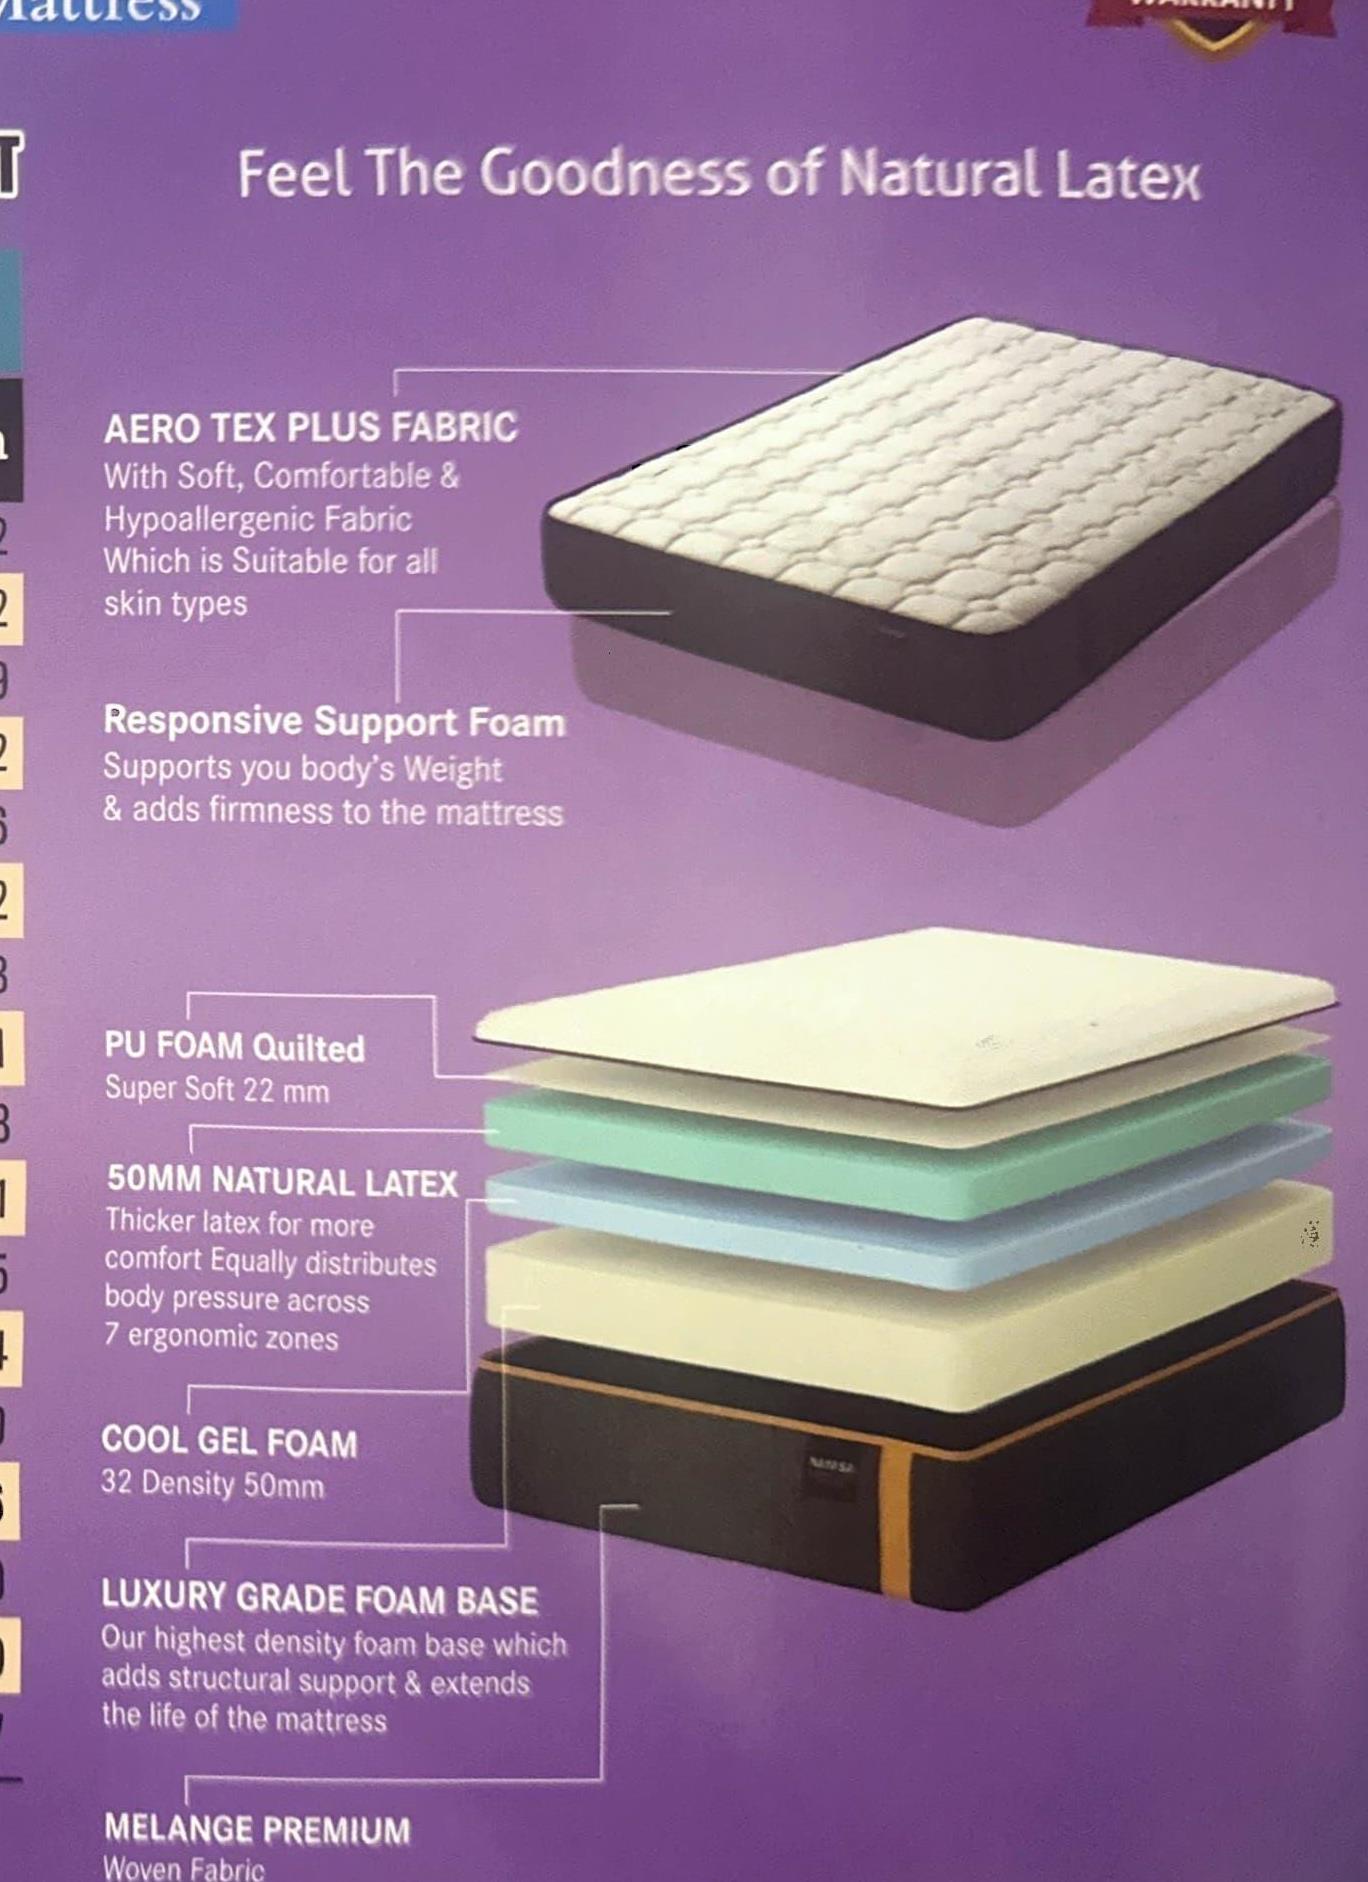 Mattress
WARRANTY
Feel The Goodness of Natural Latex
AERO TEX PLUS FABRIC
With Soft, Comfortable &
Hypoallergenic Fabric
Which is Suitable for all
skin types
Responsive Support Foam
Supports you body's Weight
& adds firmness to the mattress
PU FOAM Quilted
Super Soft 22 mm
50MM NATURAL LATEX
Thicker latex for more
comfort Equally distributes
body pressure across
7 ergonomic zones
COOL GEL FOAM
32 Density 50mm
LUXURY GRADE FOAM BASE
Our highest density foam base which
adds structural support & extends
the life of the mattress
MELANGE PREMIUM
Woven Fabric